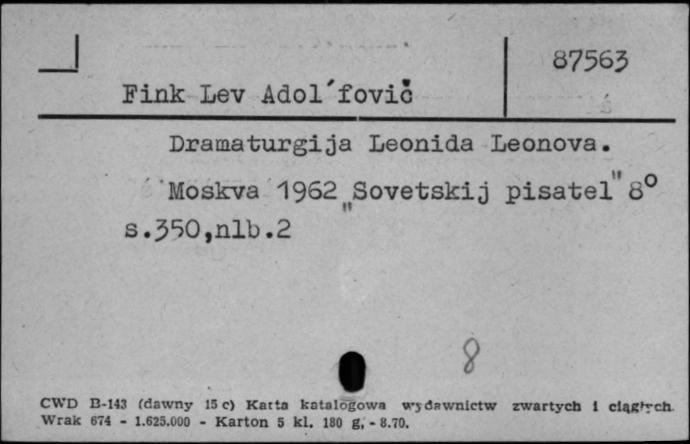 87563
Fink Lev Adol´fovič
Dramaturgija Leonida Leonova.
Moskva 1962 "Sovetskij pisatel" 8°
s.350,nlb.2
8
CWD B-143 (dawny 15 c) Karta katalogowa wydawnictw zwartych i ciągłych.
Wrak 674 - 1.625.000 - Karton 5 kl. 180 g, - 8.70.